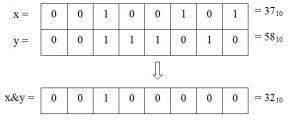 x = 0 0 1 0 0 1 0 1 = 37₁₀
y = 0 0 1 1 1 0 1 0 = 58₁₀
x&y = 0 0 1 0 0 0 0 0 = 32₁₀